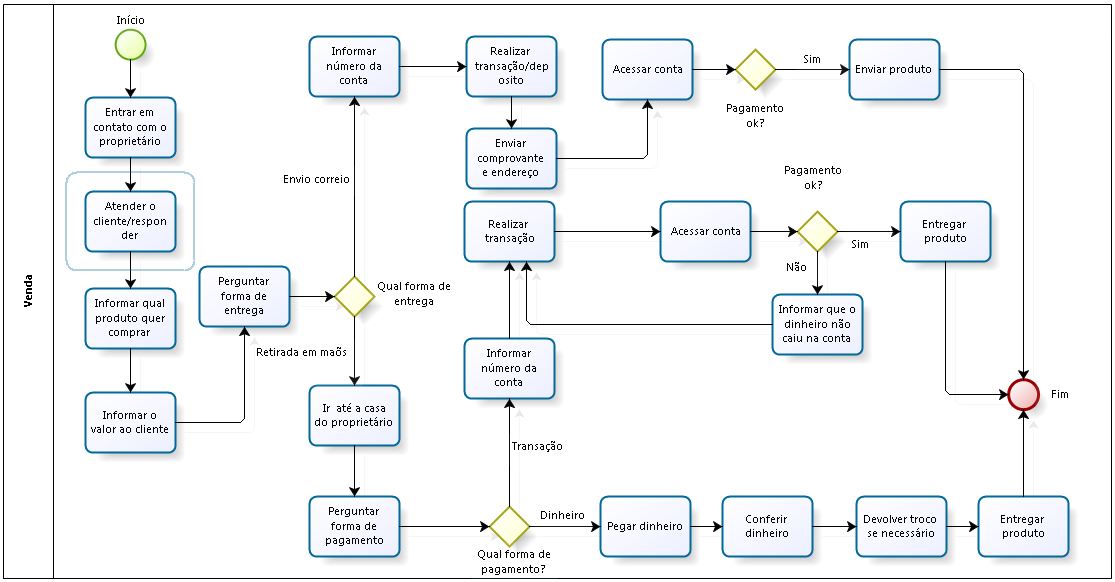 Venda
Início
Entrar em
contato com o
proprietário
Atender o
cliente/respon
der
Informar qual
produto quer
comprar
Informar o
valor ao cliente
Perguntar
forma de
entrega
Qual forma de
entrega
Envio correio
Informar
número da
conta
Realizar
transação/dep
osito
Enviar
comprovante
e endereço
Acessar conta
Pagamento
ok?
Sim
Enviar produto
Retirada em maõs
Ir até a casa
do proprietário
Perguntar
forma de
pagamento
Qual forma de
pagamento?
Transação
Informar
número da
conta
Realizar
transação
Acessar conta
Pagamento
ok?
Sim
Entregar
produto
Não
Informar que o
dinheiro não
caiu na conta
Dinheiro
Pegar dinheiro
Conferir
dinheiro
Devolver troco
se necessário
Entregar
produto
Fim